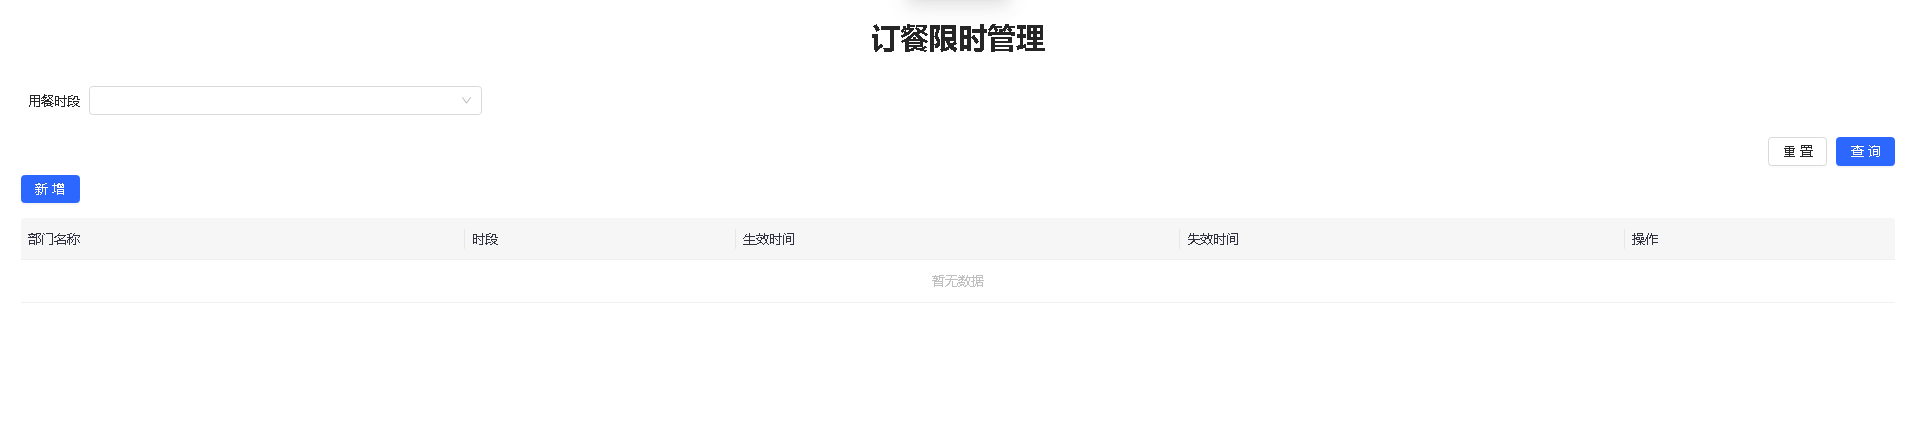 订餐限时管理
用餐时段
重 置 查 询
新 增
部门名称 时段 生效时间 失效时间 操作
暂无数据